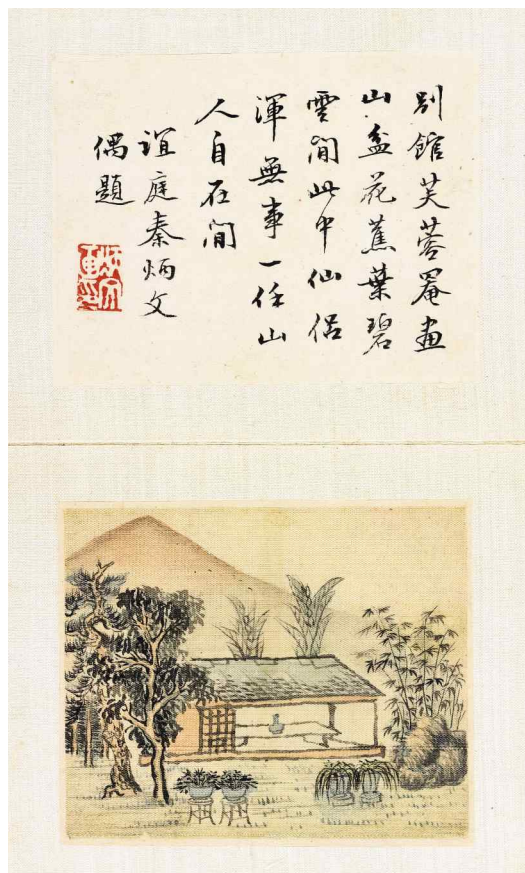 別館芙蓉罨畫
山盆花蕉葉碧
雲間此中仙侶
渾無事一任山
人自在閒
誼庭秦炳文
偶題